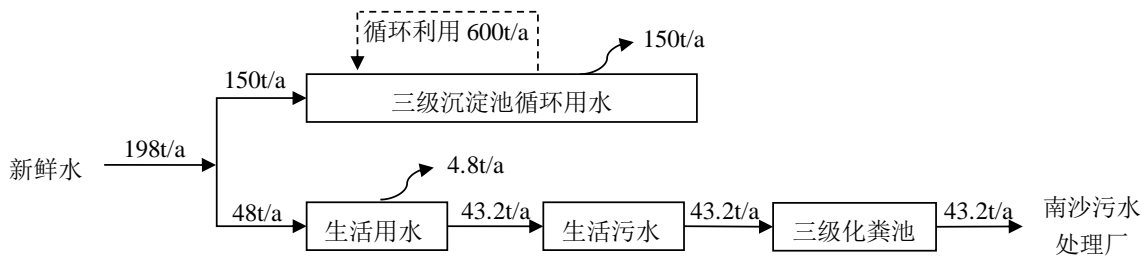 循环利用 600t/a
150t/a
150t/a
三级沉淀池循环用水
新鲜水
198t/a
4.8t/a
48t/a
生活用水
43.2t/a
生活污水
43.2t/a
三级化粪池
43.2t/a
南沙污水
处理厂